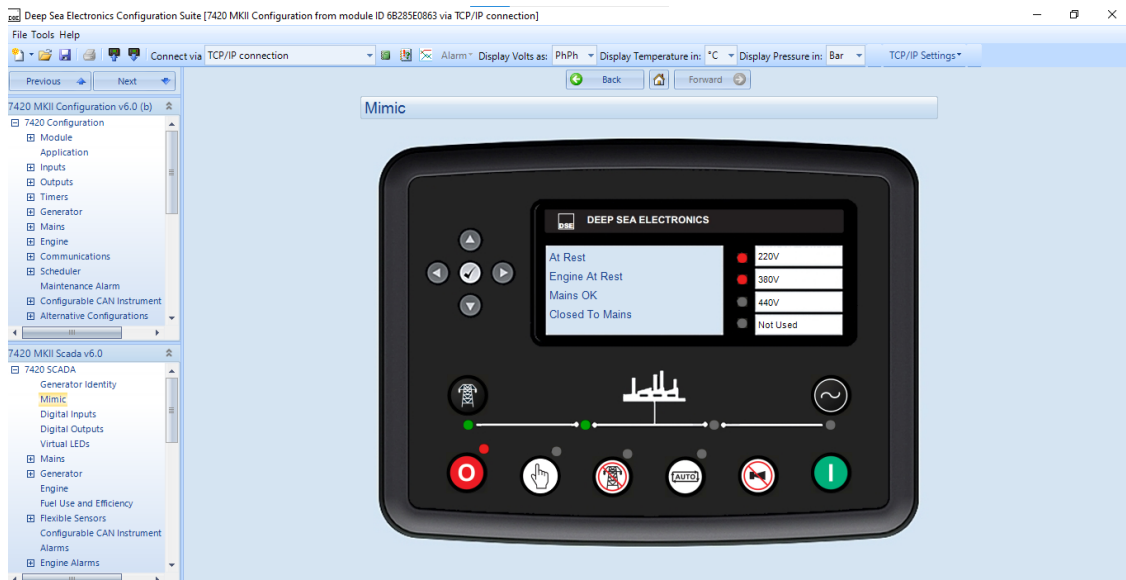 Deep Sea Electronics Configuration Suite [7420 MKII Configuration from module ID 6B285E0863 via TCP/IP connection]
File Tools Help
Connect via TCP/IP connection Alarm Display Volts as: PhPh Display Temperature in: °C Display Pressure in: Bar TCP/IP Settings
Previous Next
Back Forward
7420 MKII Configuration v6.0 (b)
7420 Configuration
Module
Application
Inputs
Outputs
Timers
Generator
Mains
Engine
Communications
Scheduler
Maintenance Alarm
Configurable CAN Instrument
Alternative Configurations
7420 MKII Scada v6.0
7420 SCADA
Generator Identity
Mimic
Digital Inputs
Digital Outputs
Virtual LEDs
Mains
Generator
Engine
Fuel Use and Efficiency
Flexible Sensors
Configurable CAN Instrument
Alarms
Engine Alarms
Mimic
DSE DEEP SEA ELECTRONICS
At Rest
Engine At Rest
Mains OK
Closed To Mains
220V
380V
440V
Not Used
O
AUTO
I